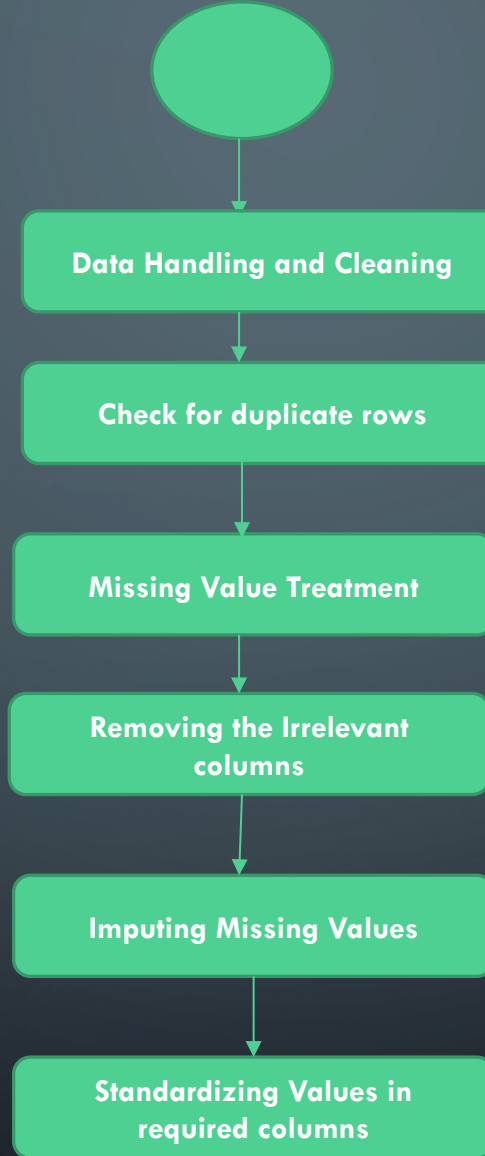 Data Handling and Cleaning
Check for duplicate rows
Missing Value Treatment
Removing the Irrelevant
columns
Imputing Missing Values
Standardizing Values in
required columns